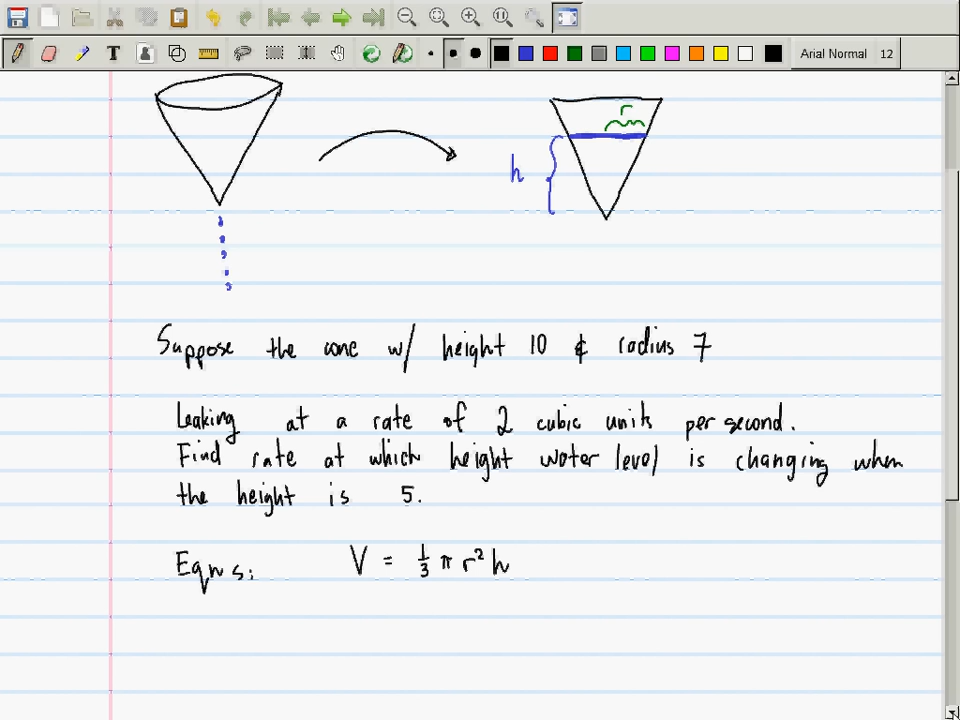 Arial Normal 12
r
h
Suppose the cone w/ height 10 & radius 7
Leaking at a rate of 2 cubic units per second.
Find rate at which height water level is changing when
the height is 5.
Eqns: V = 1/3 π r² h